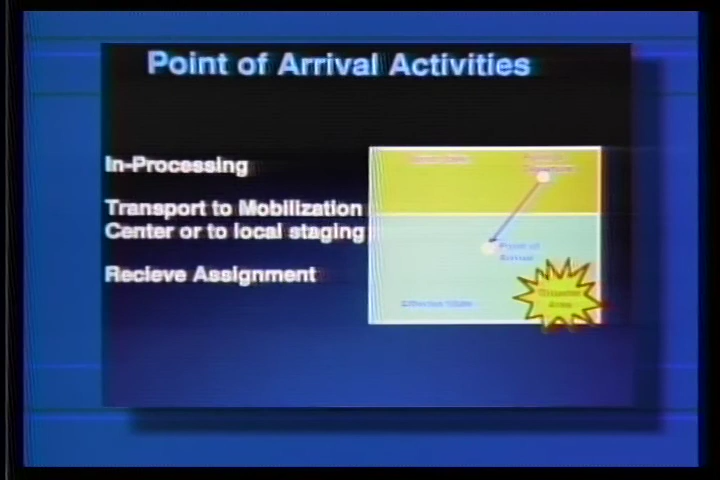 Point of Arrival Activities
In-Processing
Transport to Mobilization
Center or to local staging
Recieve Assignment
Point of
Arrival
Disaster
Area